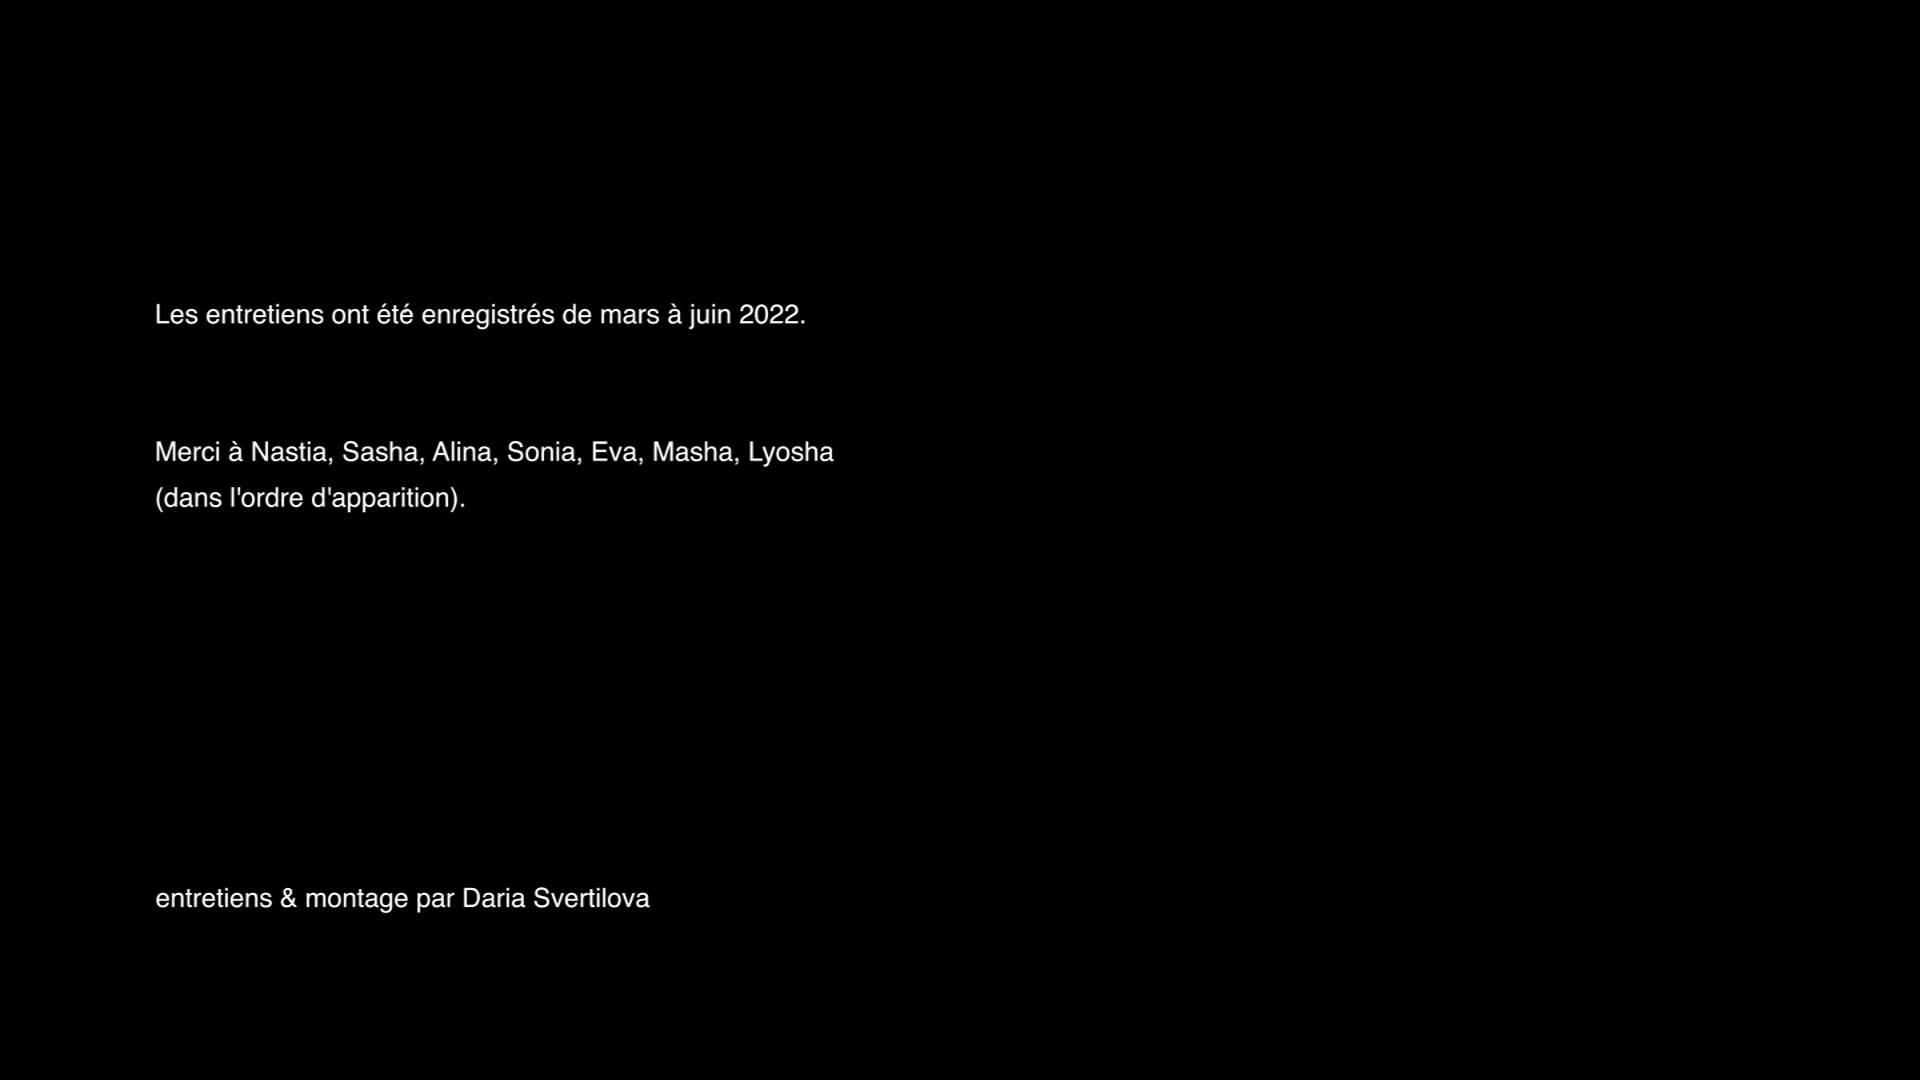 Les entretiens ont été enregistrés de mars à juin 2022.
Merci à Nastia, Sasha, Alina, Sonia, Eva, Masha, Lyosha
(dans l'ordre d'apparition).
entretiens & montage par Daria Svertilova